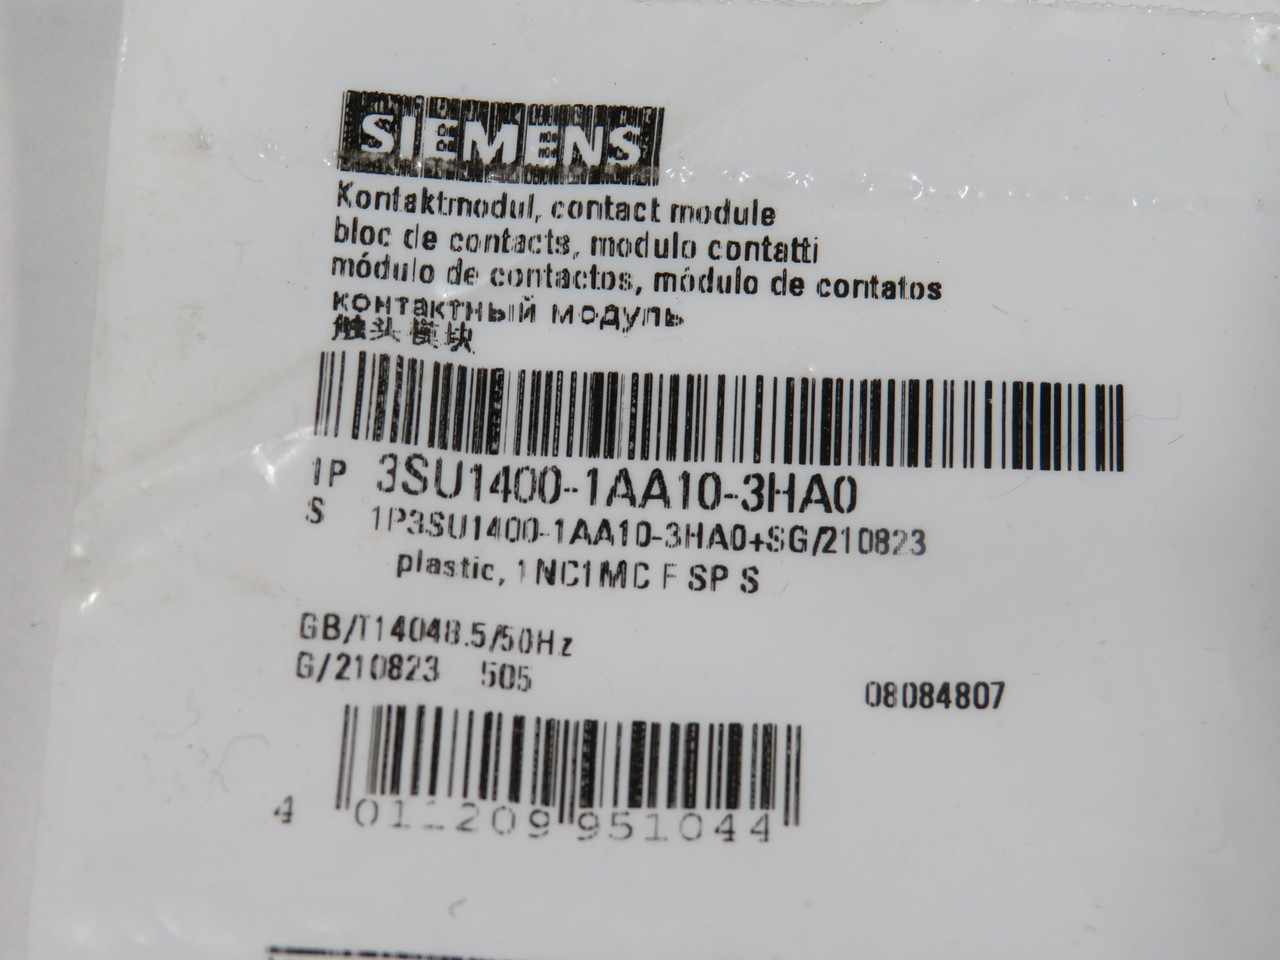 SIEMENS
Kontaktmodul, contact module
bloc de contacts, modulo contatti
módulo de contactos, módulo de contatos
контактный модуль
触头模块
1P 3SU1400-1AA10-3HA0
S 1P3SU1400-1AA10-3HA0+SG/210823
plastic, 1NC1MC F SP S
GB/T14048.5/50Hz
G/210823 505
08084807
4 011209 951044